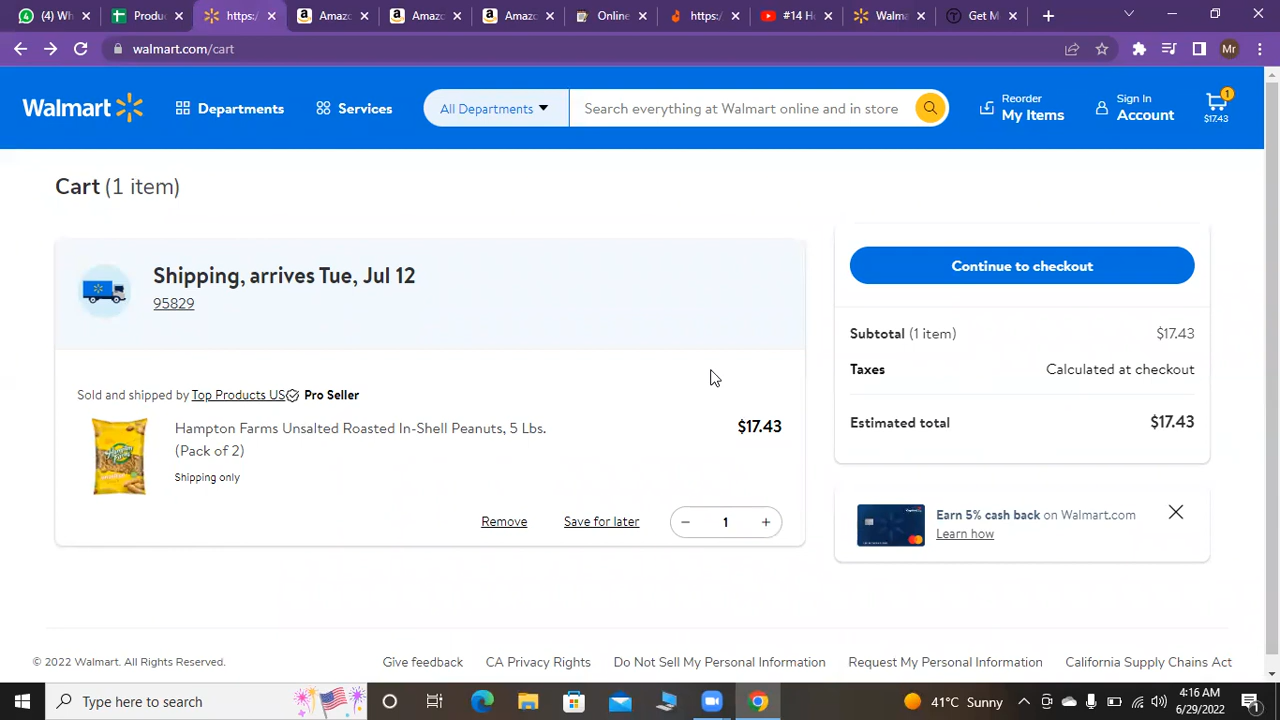 (4) Wh
Produc
https:/
Amazo
Amazo
Amazo
Online
https:/
#14 Ho
Walma
Get M
walmart.com/cart
Mr
Walmart
Departments
Services
All Departments
Search everything at Walmart online and in store
Reorder
My Items
Sign In
Account
1
$17.43
Cart (1 item)
Shipping, arrives Tue, Jul 12
95829
Continue to checkout
Subtotal (1 item) $17.43
Taxes Calculated at checkout
Estimated total $17.43
Sold and shipped by Top Products US Pro Seller
Hampton Farms Unsalted Roasted In-Shell Peanuts, 5 Lbs. $17.43
(Pack of 2)
Shipping only
Remove Save for later − 1 +
Earn 5% cash back on Walmart.com
Learn how
© 2022 Walmart. All Rights Reserved. Give feedback CA Privacy Rights Do Not Sell My Personal Information Request My Personal Information California Supply Chains Act
Type here to search
41°F Sunny
4:16 AM
6/29/2022
1